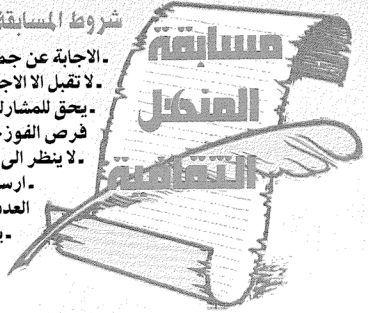 شروط المسابقة
- الاجابة عن جم
- لا تقبل الا الاج
- يحق للمشارك
فرص الفوز
- لا ينظر الى
- ارس
العدد
- ي
مسابقة
المنهل
الثقافية